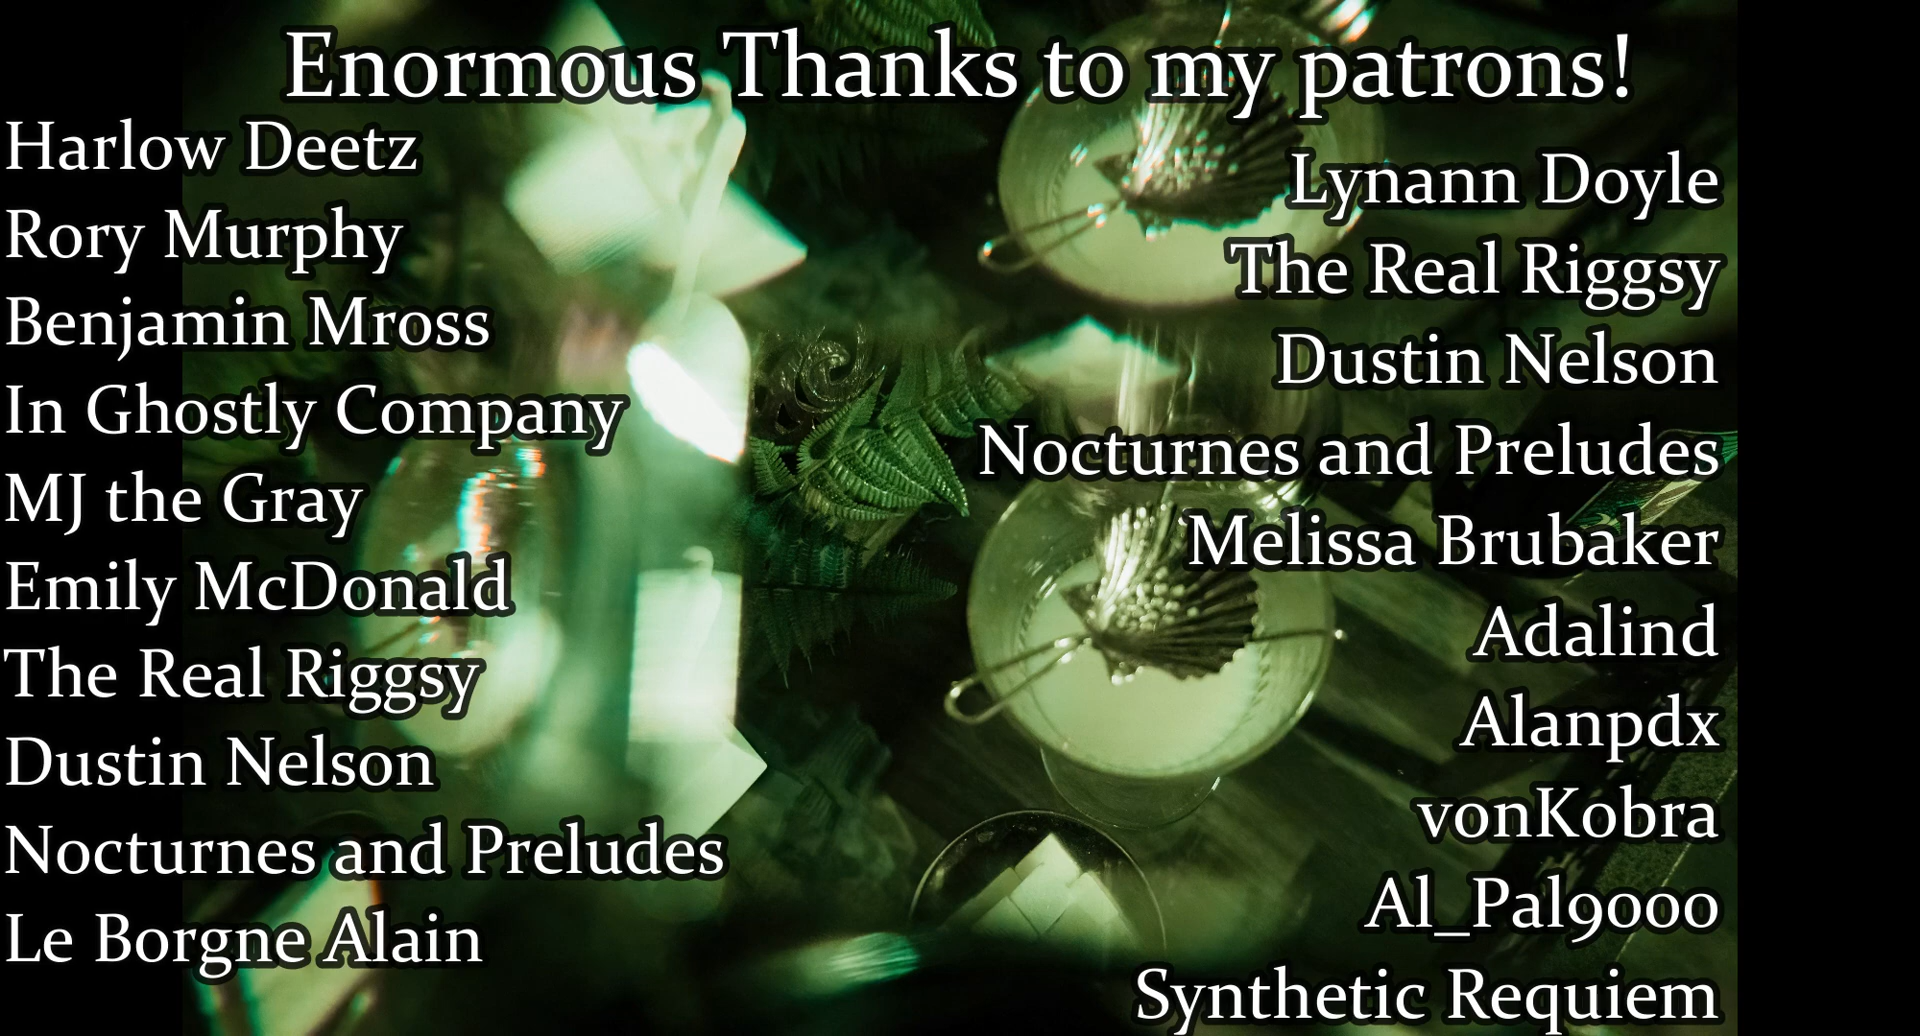 Enormous Thanks to my patrons!
Harlow Deetz
Rory Murphy
Benjamin Mross
In Ghostly Company
MJ the Gray
Emily McDonald
The Real Riggsy
Dustin Nelson
Nocturnes and Preludes
Le Borgne Alain
Lynann Doyle
The Real Riggsy
Dustin Nelson
Nocturnes and Preludes
Melissa Brubaker
Adalind
Alanpdx
vonKobra
Al_Pal9000
Synthetic Requiem